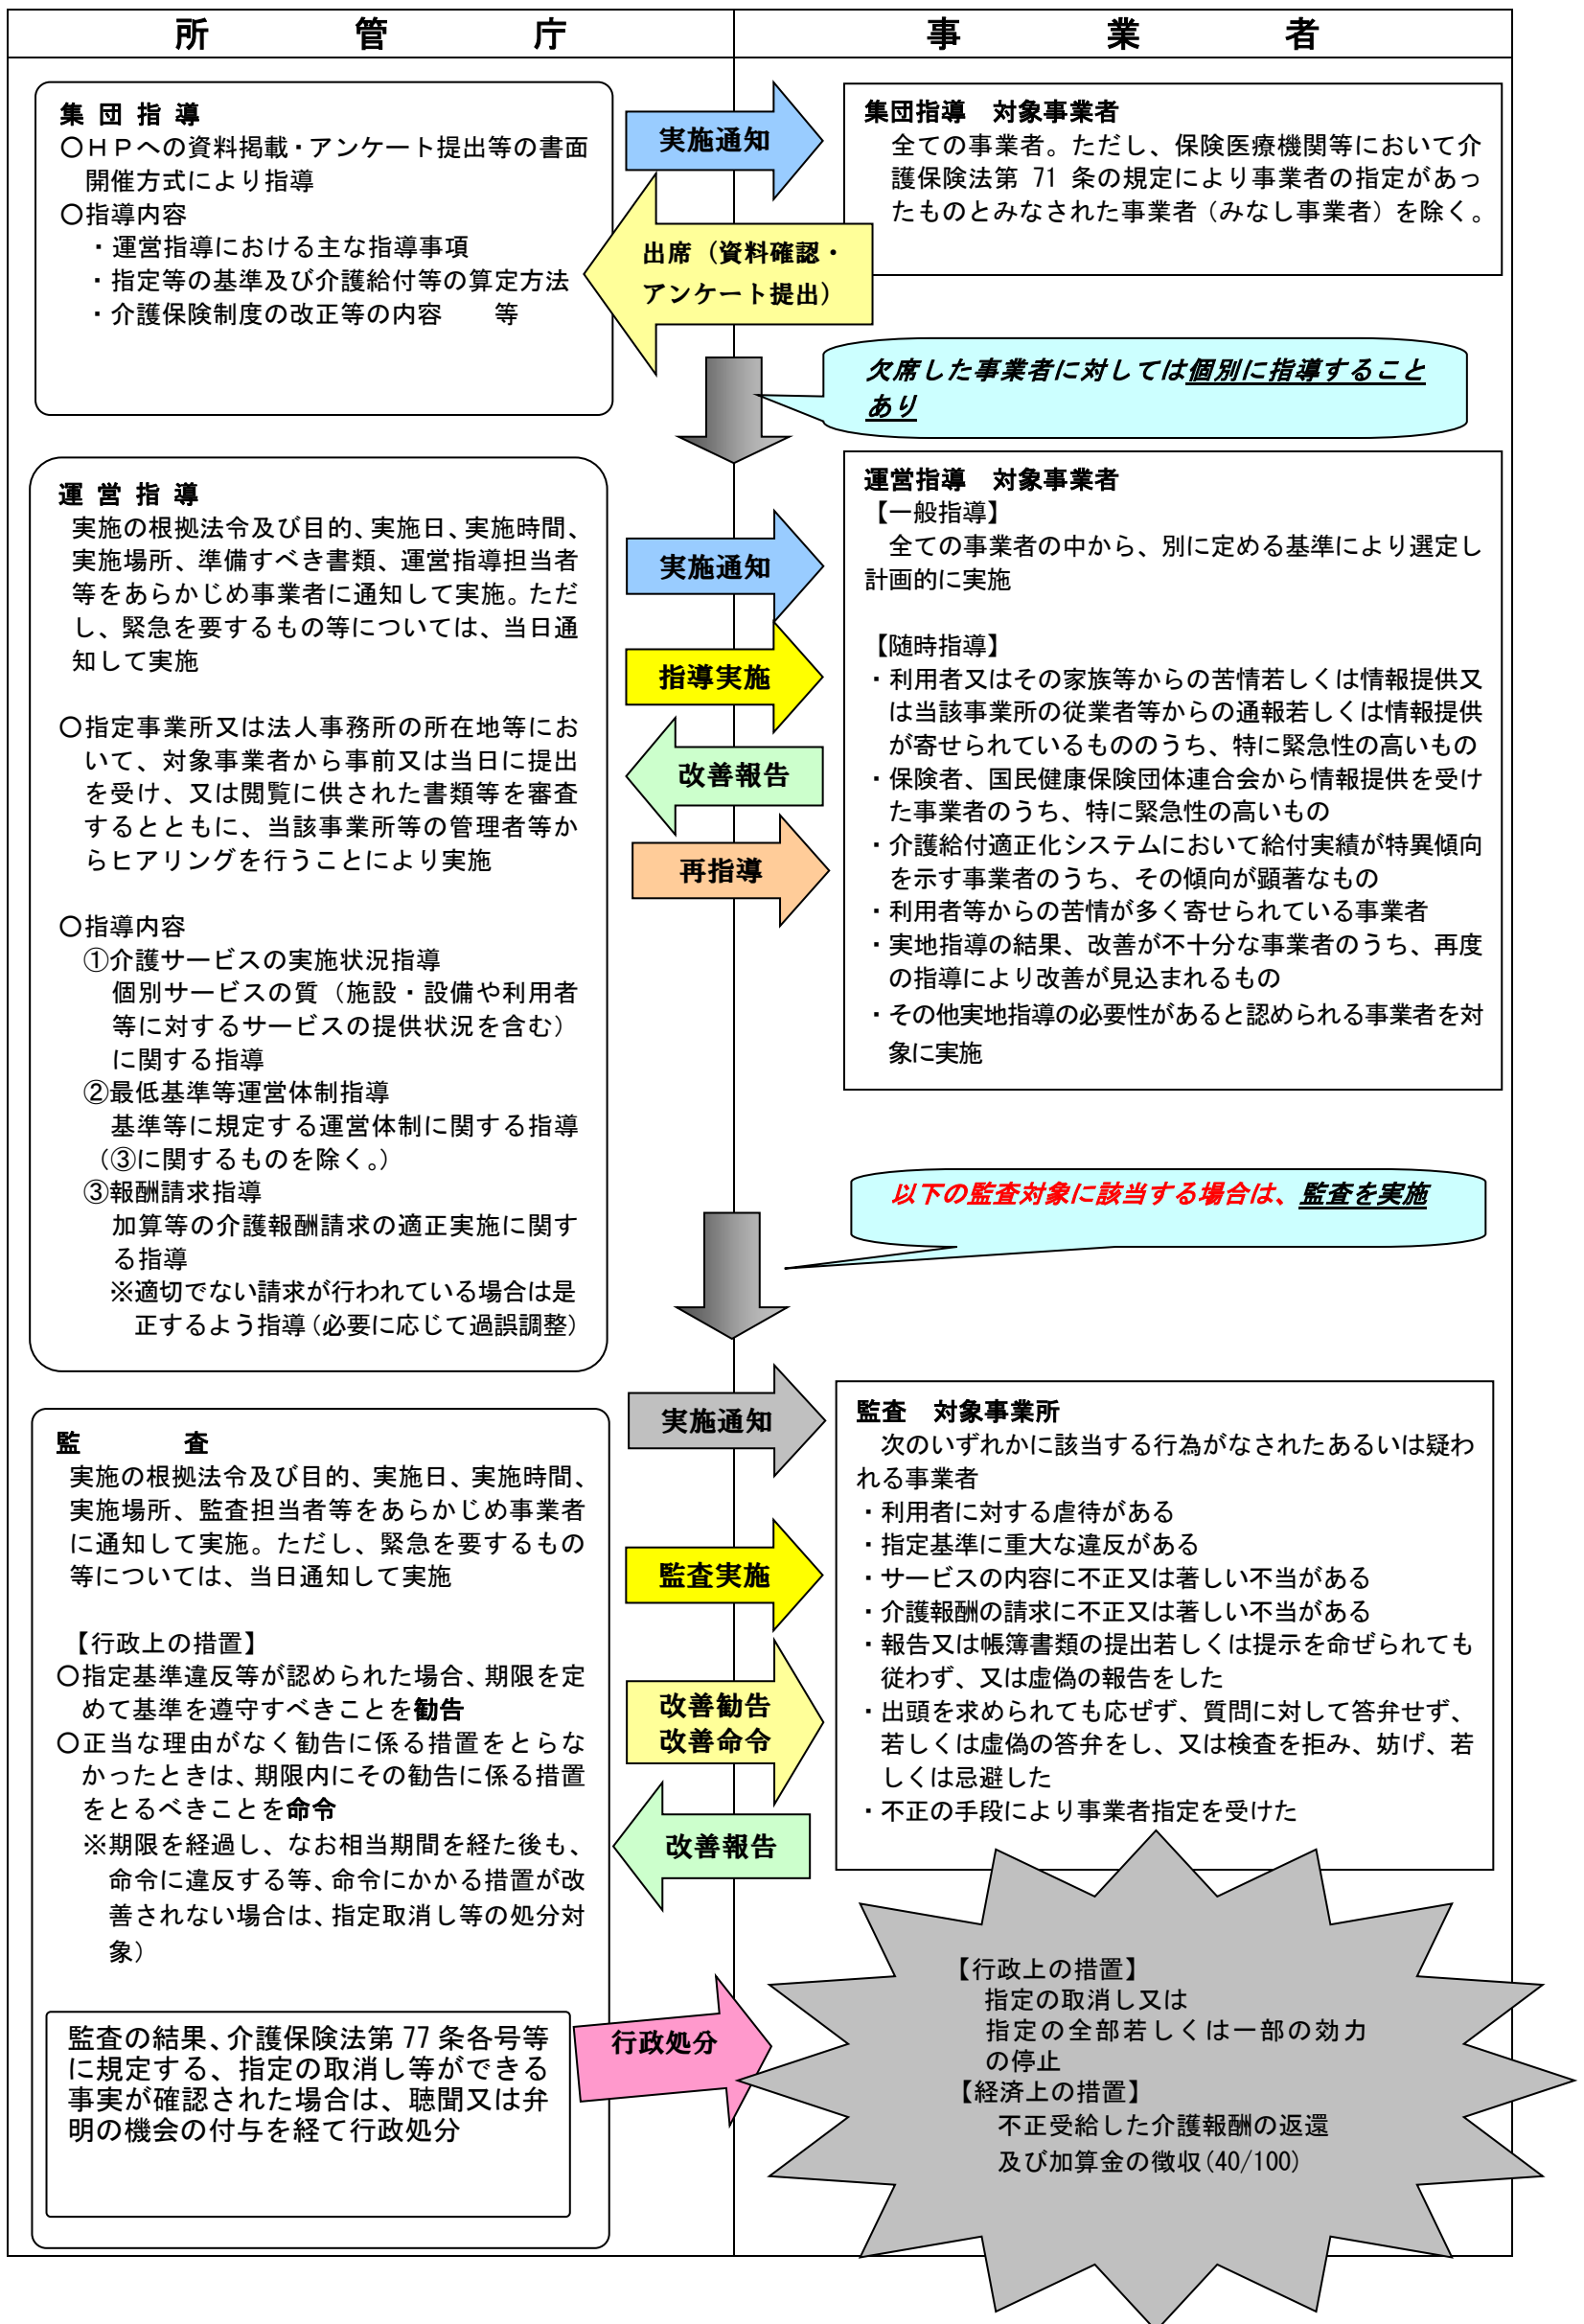 所管庁
事業者
集団指導
〇ＨＰへの資料掲載・アンケート提出等の書面
開催方式により指導
〇指導内容
・運営指導における主な指導事項
・指定等の基準及び介護給付等の算定方法
・介護保険制度の改正等の内容　　等
実施通知
出席（資料確認・
アンケート提出）
集団指導　対象事業者
全ての事業者。ただし、保険医療機関等において介
護保険法第 71 条の規定により事業者の指定があっ
たものとみなされた事業者（みなし事業者）を除く。
欠席した事業者に対しては個別に指導すること
あり
運営指導
実施の根拠法令及び目的、実施日、実施時間、
実施場所、準備すべき書類、運営指導担当者
等をあらかじめ事業者に通知して実施。ただ
し、緊急を要するもの等については、当日通
知して実施
〇指定事業所又は法人事務所の所在地等にお
いて、対象事業者から事前又は当日に提出
を受け、又は閲覧に供された書類等を審査
するとともに、当該事業所等の管理者等か
らヒアリングを行うことにより実施
〇指導内容
①介護サービスの実施状況指導
個別サービスの質（施設・設備や利用者
等に対するサービスの提供状況を含む）
に関する指導
②最低基準等運営体制指導
基準等に規定する運営体制に関する指導
（③に関するものを除く。）
③報酬請求指導
加算等の介護報酬請求の適正実施に関す
る指導
※適切でない請求が行われている場合は是
正するよう指導（必要に応じて過誤調整）
実施通知
指導実施
改善報告
再指導
運営指導　対象事業者
【一般指導】
全ての事業者の中から、別に定める基準により選定し
計画的に実施
【随時指導】
・利用者又はその家族等からの苦情若しくは情報提供又
は当該事業所の従業者等からの通報若しくは情報提供
が寄せられているもののうち、特に緊急性の高いもの
・保険者、国民健康保険団体連合会から情報提供を受け
た事業者のうち、特に緊急性の高いもの
・介護給付適正化システムにおいて給付実績が特異傾向
を示す事業者のうち、その傾向が顕著なもの
・利用者等からの苦情が多く寄せられている事業者
・実地指導の結果、改善が不十分な事業者のうち、再度
の指導により改善が見込まれるもの
・その他実地指導の必要性があると認められる事業者を対
象に実施
以下の監査対象に該当する場合は、監査を実施
監査
実施の根拠法令及び目的、実施日、実施時間、
実施場所、監査担当者等をあらかじめ事業者
に通知して実施。ただし、緊急を要するもの
等については、当日通知して実施
【行政上の措置】
〇指定基準違反等が認められた場合、期限を定
めて基準を遵守すべきことを勧告
〇正当な理由がなく勧告に係る措置をとらな
かったときは、期限内にその勧告に係る措置
をとるべきことを命令
※期限を経過し、なお相当期間を経た後も、
命令に違反する等、命令にかかる措置が改
善されない場合は、指定取消し等の処分対
象）
監査の結果、介護保険法第 77 条各号等
に規定する、指定の取消し等ができる
事実が確認された場合は、聴聞又は弁
明の機会の付与を経て行政処分
実施通知
監査実施
改善勧告
改善命令
改善報告
行政処分
監査　対象事業所
次のいずれかに該当する行為がなされたあるいは疑わ
れる事業者
・利用者に対する虐待がある
・指定基準に重大な違反がある
・サービスの内容に不正又は著しい不当がある
・介護報酬の請求に不正又は著しい不当がある
・報告又は帳簿書類の提出若しくは提示を命ぜられても
従わず、又は虚偽の報告をした
・出頭を求められても応ぜず、質問に対して答弁せず、
若しくは虚偽の答弁をし、又は検査を拒み、妨げ、若
しくは忌避した
・不正の手段により事業者指定を受けた
【行政上の措置】
指定の取消し又は
指定の全部若しくは一部の効力
の停止
【経済上の措置】
不正受給した介護報酬の返還
及び加算金の徴収(40/100)